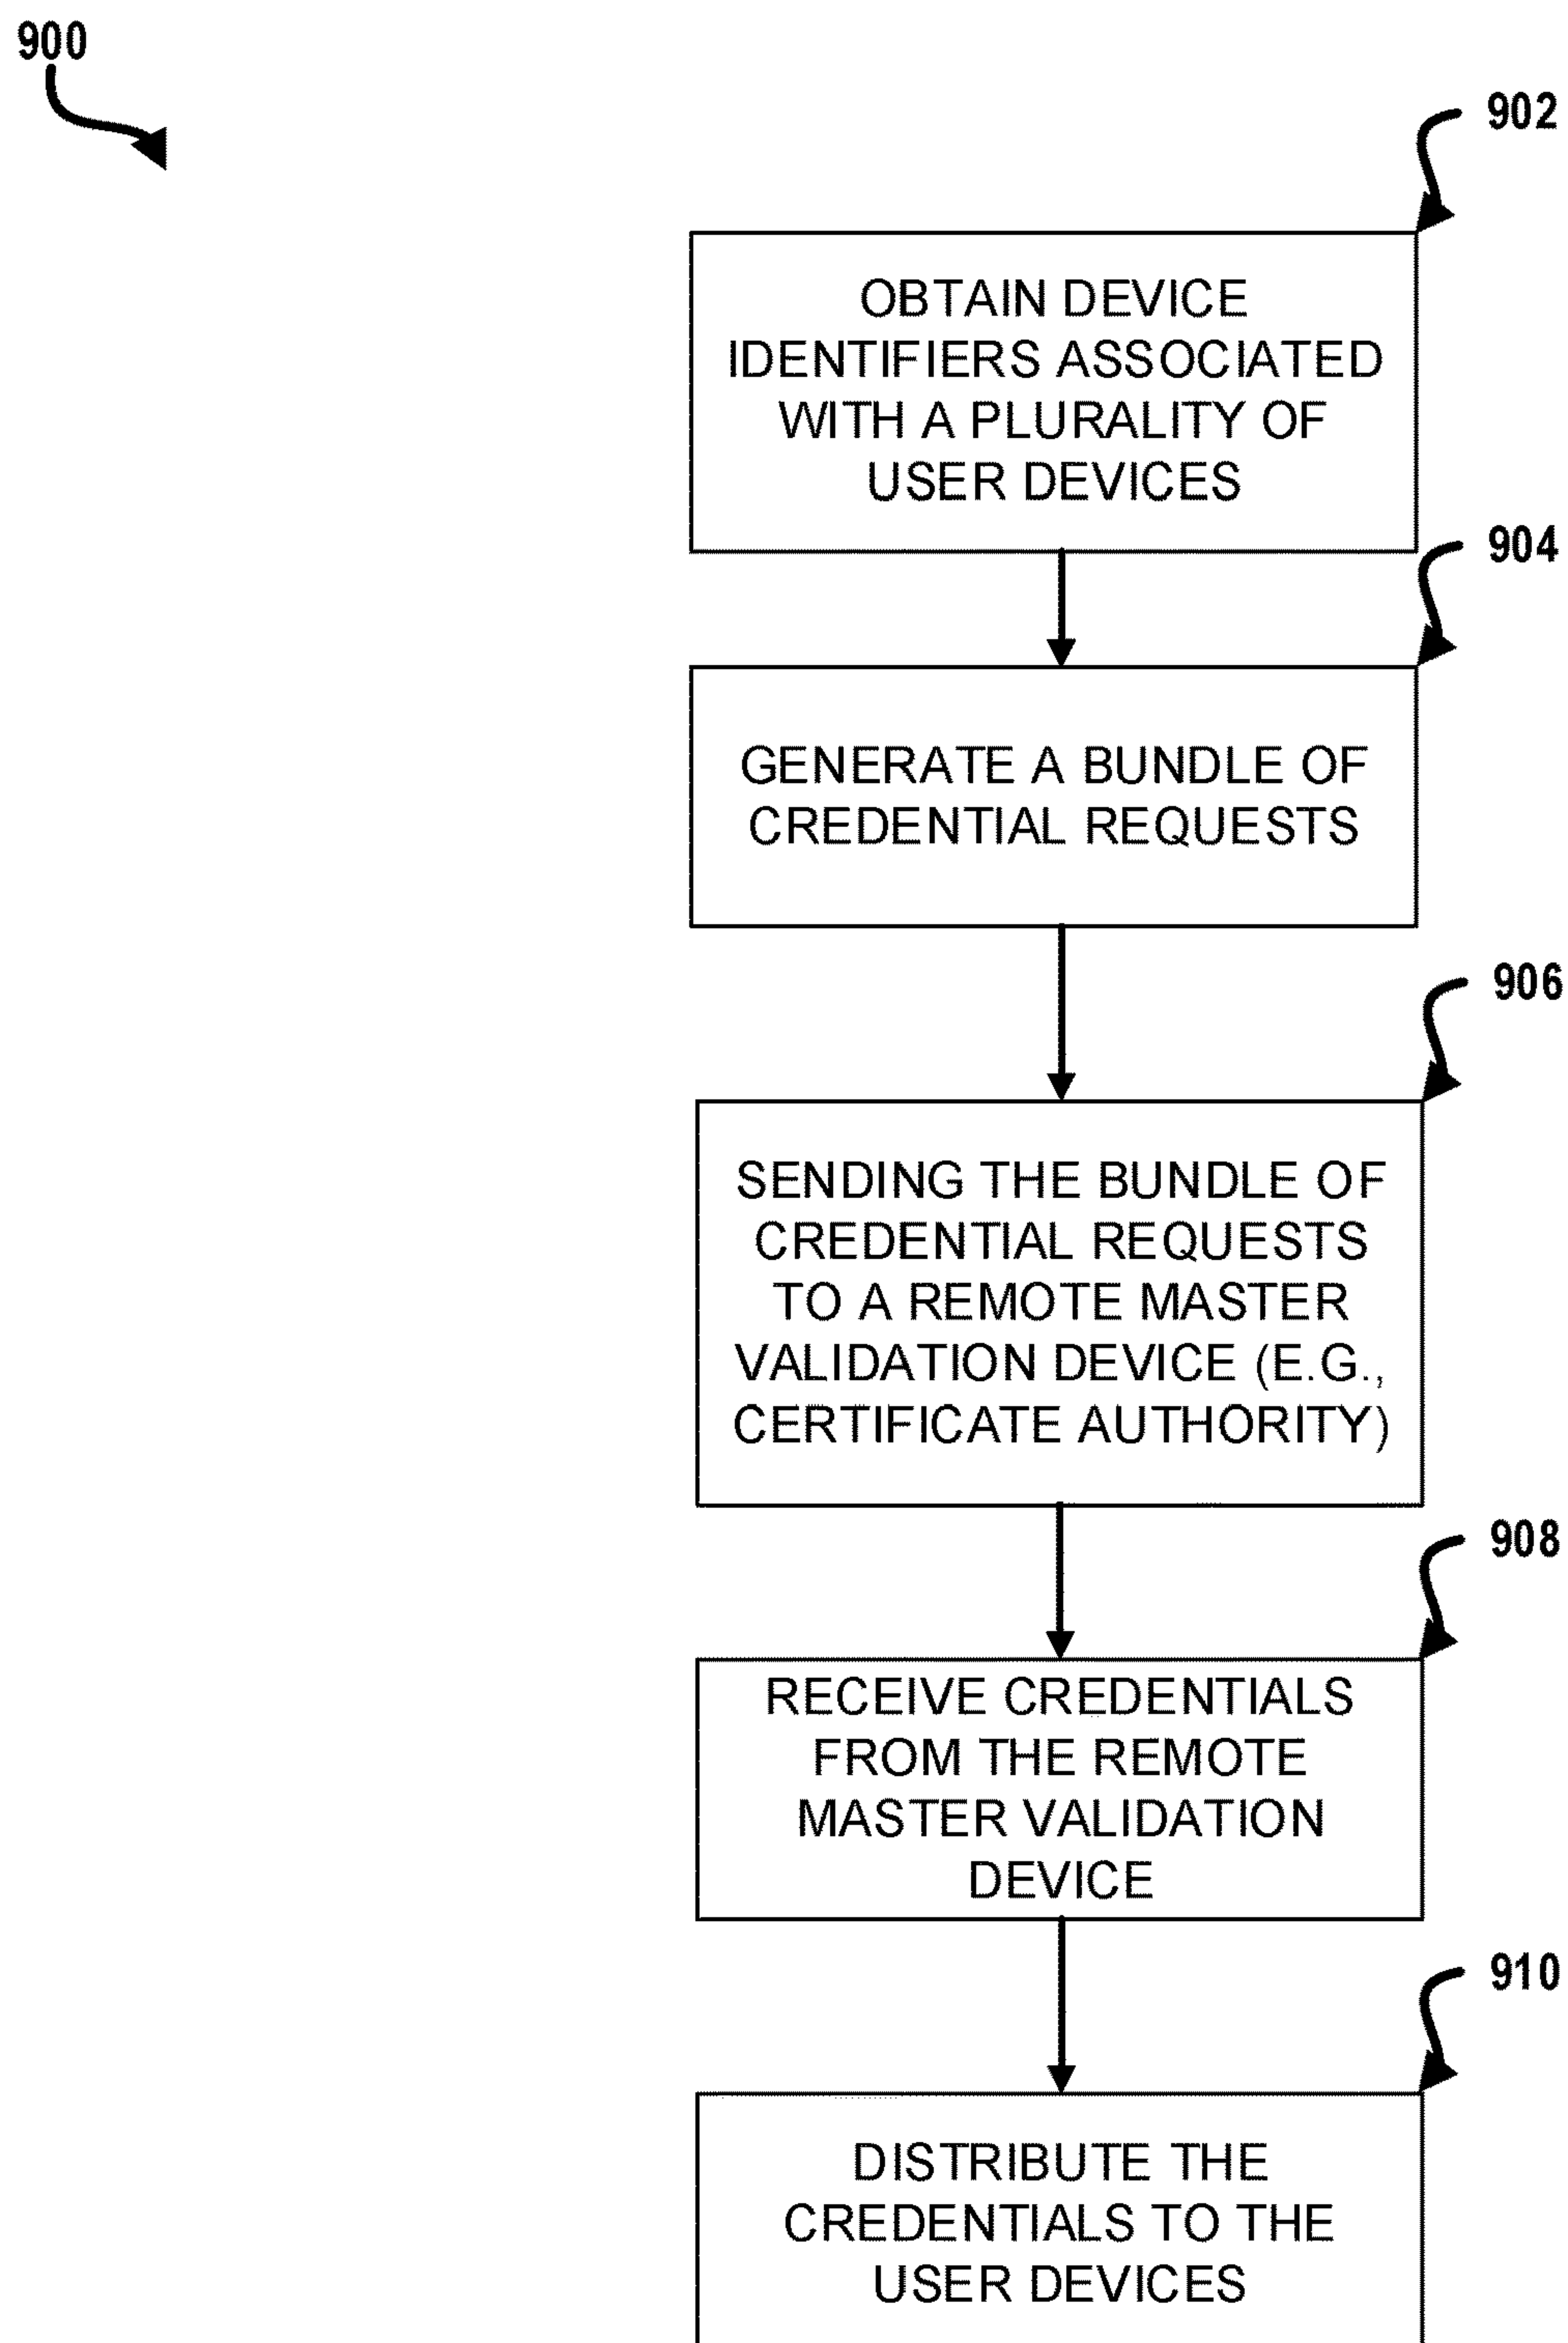 900
902
OBTAIN DEVICE
IDENTIFIERS ASSOCIATED
WITH A PLURALITY OF
USER DEVICES
904
GENERATE A BUNDLE OF
CREDENTIAL REQUESTS
906
SENDING THE BUNDLE OF
CREDENTIAL REQUESTS
TO A REMOTE MASTER
VALIDATION DEVICE (E.G.,
CERTIFICATE AUTHORITY)
908
RECEIVE CREDENTIALS
FROM THE REMOTE
MASTER VALIDATION
DEVICE
910
DISTRIBUTE THE
CREDENTIALS TO THE
USER DEVICES